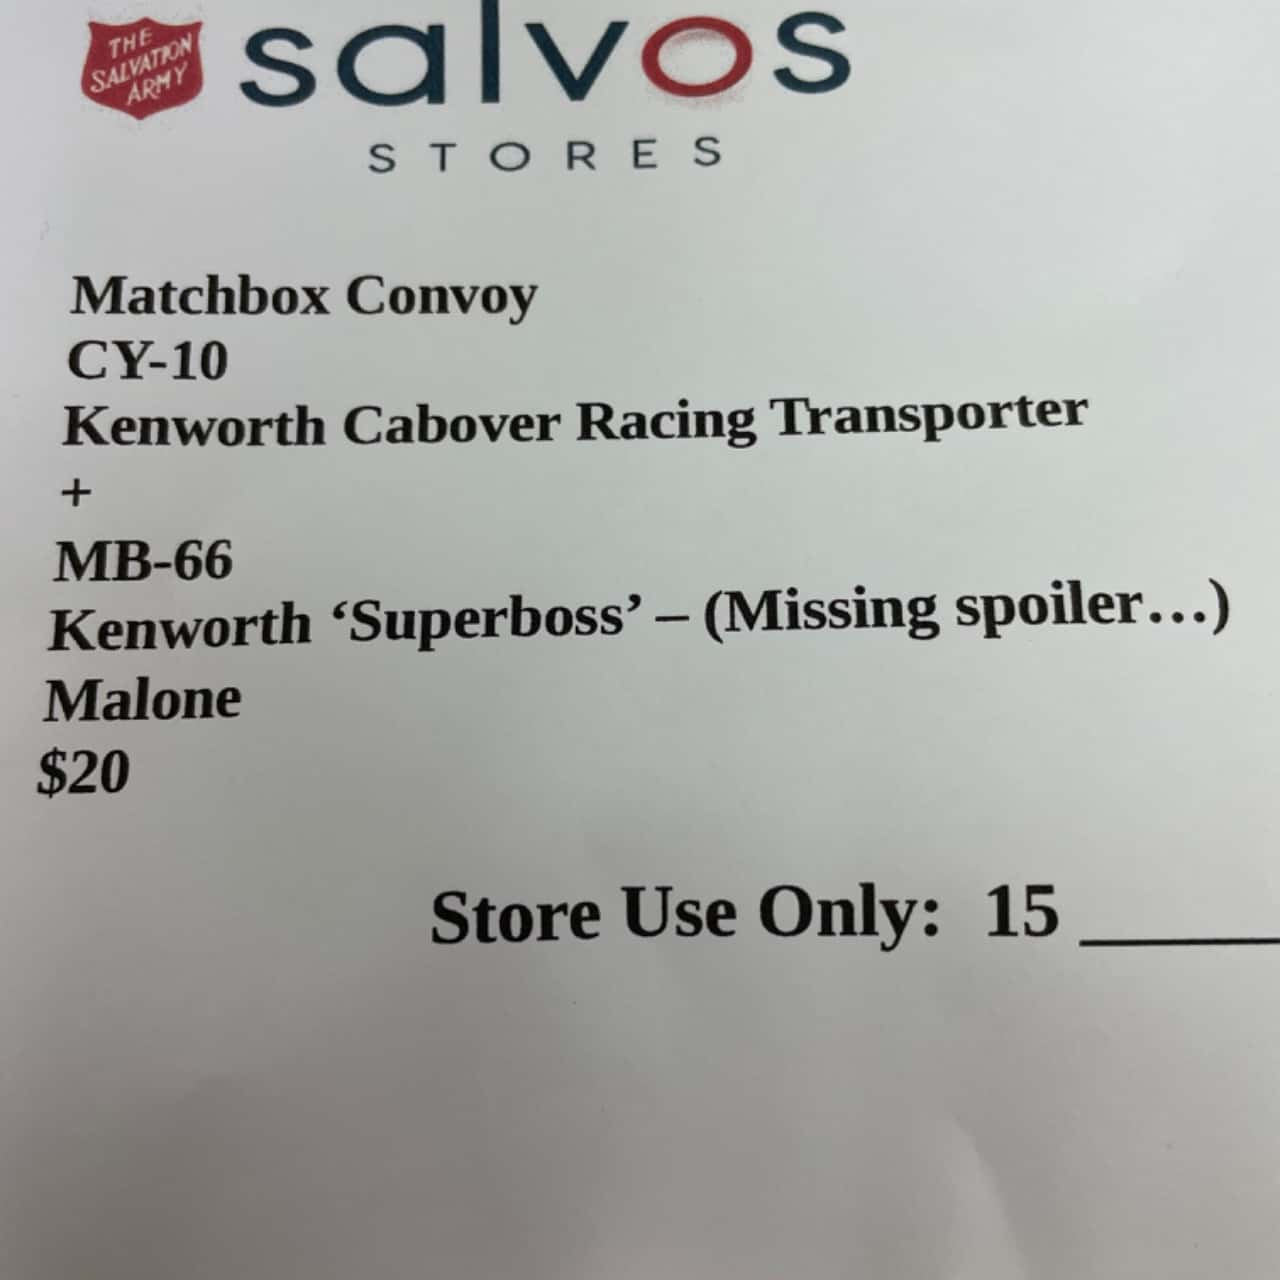 THE
SALVATION
ARMY
salvos
STORES
Matchbox Convoy
CY-10
Kenworth Cabover Racing Transporter
+
MB-66
Kenworth ‘Superboss’ – (Missing spoiler…)
Malone
$20
Store Use Only: 15 ______